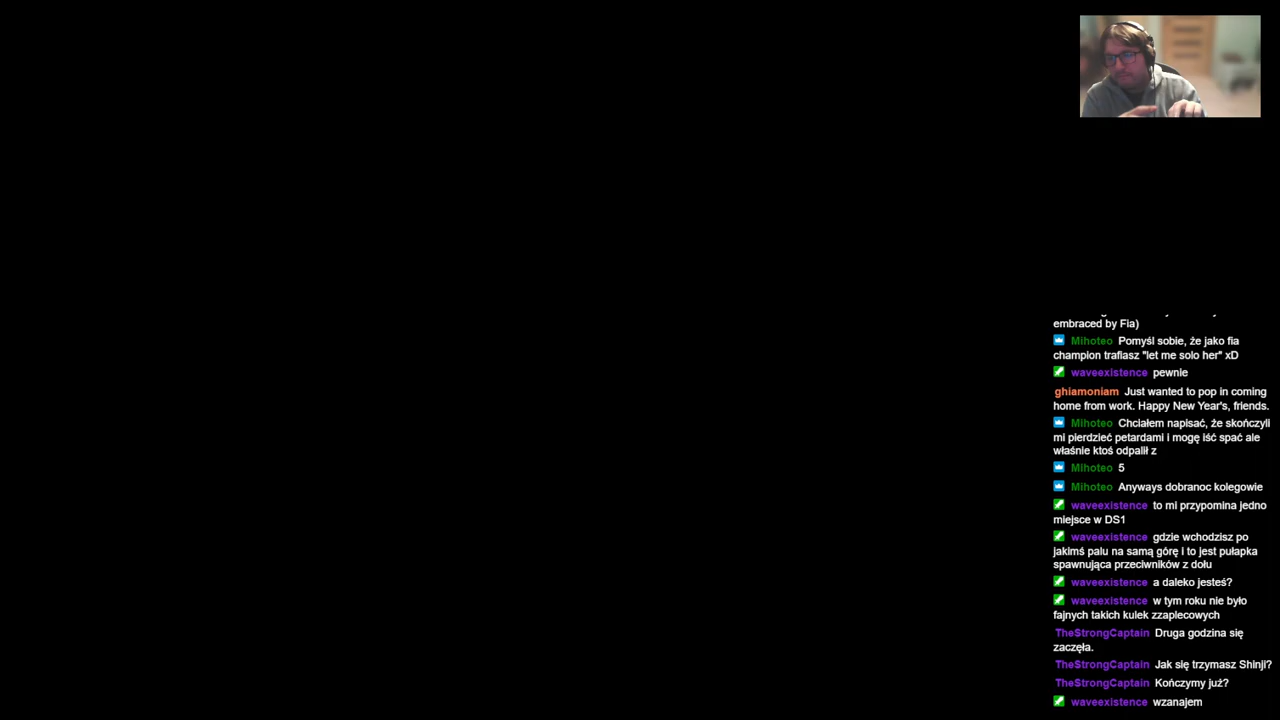 embraced by Fia)
Mihoteo Pomyśl sobie, że jako fia
champion trafiasz "let me solo her" xD
waveexistence pewnie
ghiamoniam Just wanted to pop in coming
home from work. Happy New Year's, friends.
Mihoteo Chciałem napisać, że skończyli
mi pierdzieć petardami i mogę iść spać ale
właśnie ktoś odpalił z
Mihoteo 5
Mihoteo Anyways dobranoc kolegowie
waveexistence to mi przypomina jedno
miejsce w DS1
waveexistence gdzie wchodzisz po
jakimś palu na samą górę i to jest pułapka
spawnująca przeciwników z dołu
waveexistence a daleko jesteś?
waveexistence w tym roku nie było
fajnych takich kulek zzaplecowych
TheStrongCaptain Druga godzina się
zaczęła.
TheStrongCaptain Jak się trzymasz Shinji?
TheStrongCaptain Kończymy już?
waveexistence wzanajem